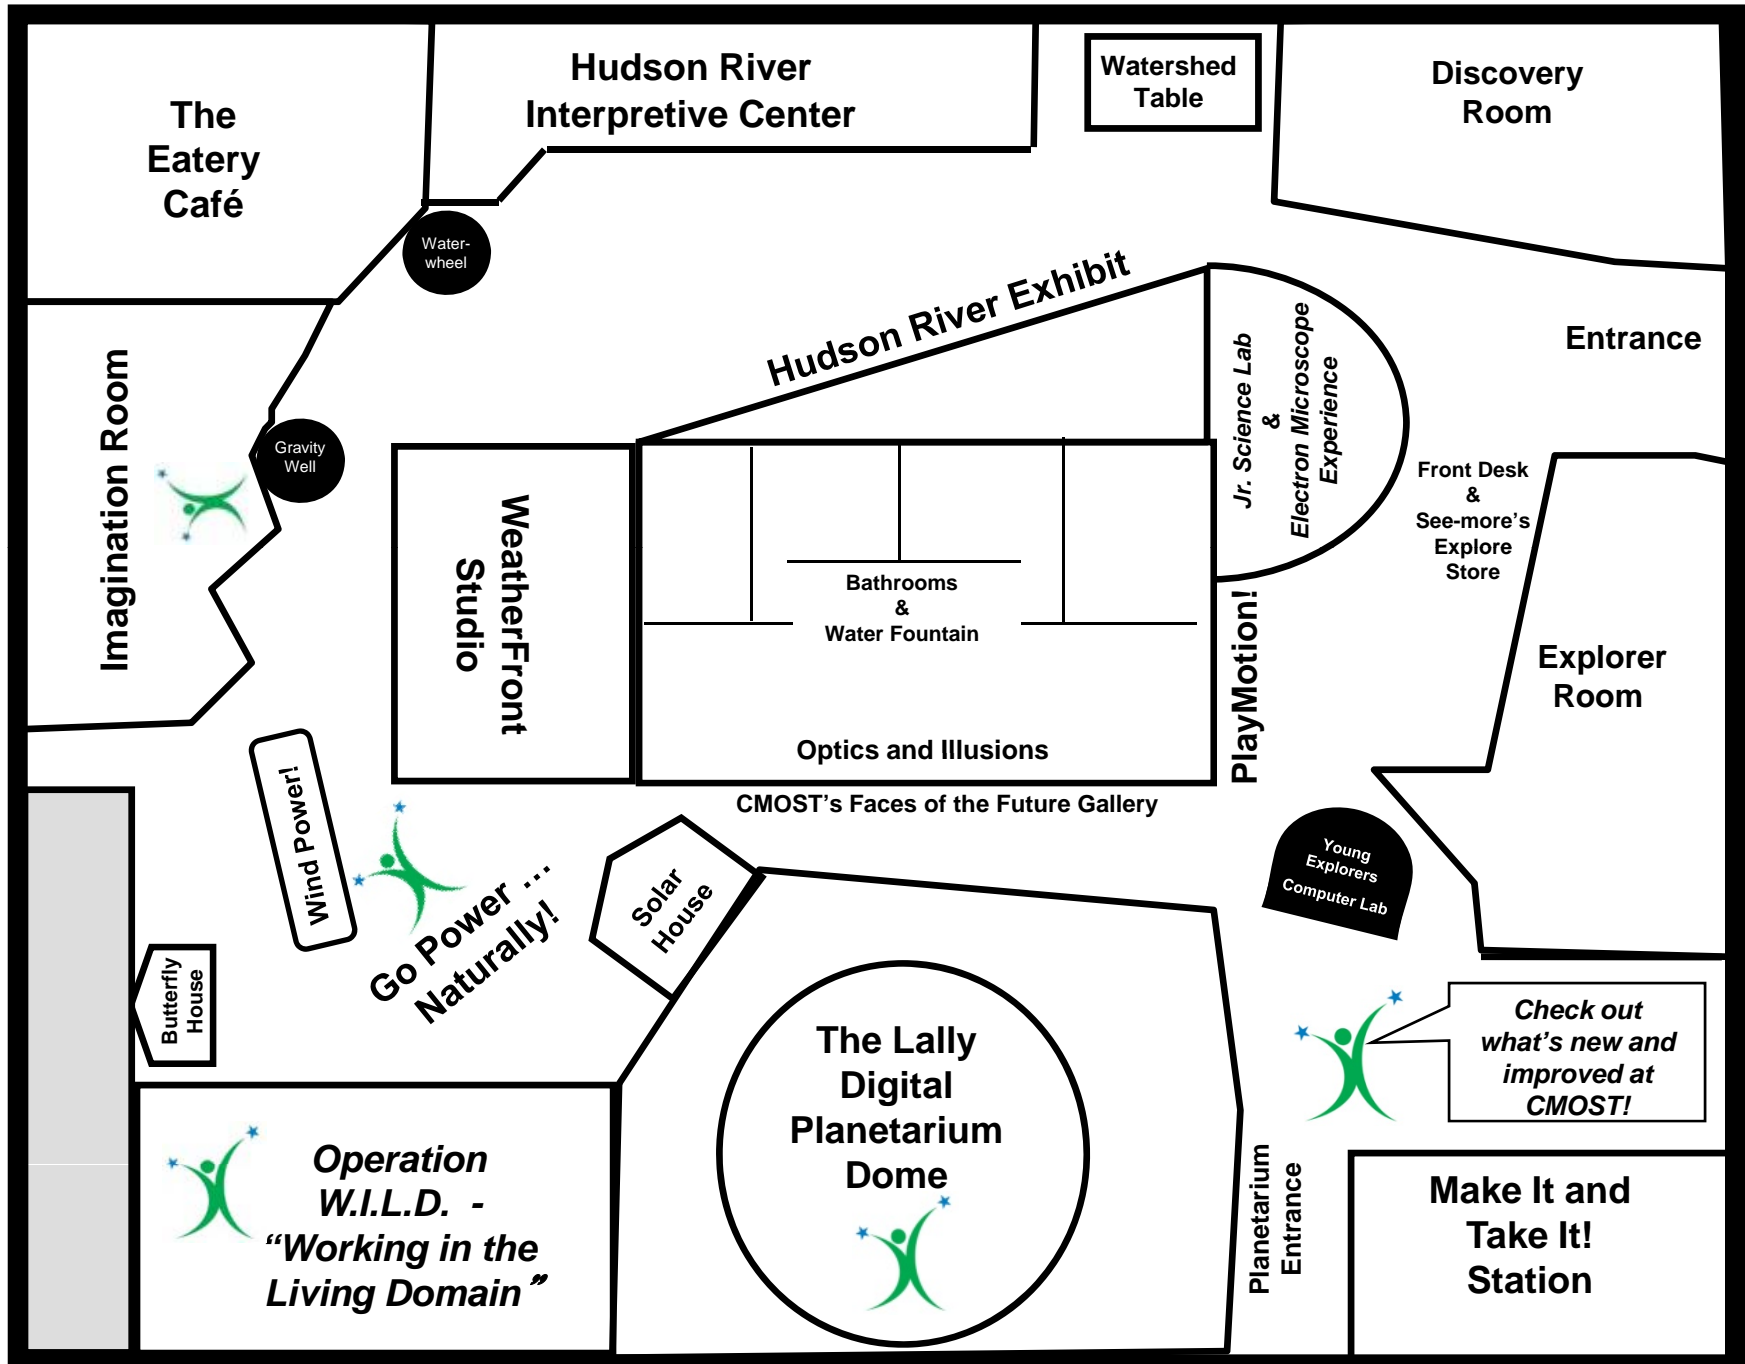 The
Eatery
Café
Hudson River
Interpretive Center
Watershed
Table
Discovery
Room
Water-
wheel
Hudson River Exhibit
Entrance
Imagination Room
Gravity
Well
WeatherFront
Studio
Bathrooms
&
Water Fountain
Optics and Illusions
CMOST’s Faces of the Future Gallery
Jr. Science Lab
&
Electron Microscope
Experience
PlayMotion!
Front Desk
&
See-more’s
Explore
Store
Explorer
Room
Wind Power!
Go Power ...
Naturally!
Solar
House
Young
Explorers
Computer Lab
Butterfly
House
Operation
W.I.L.D. -
“Working in the
Living Domain”
The Lally
Digital
Planetarium
Dome
Planetarium
Entrance
Check out
what’s new and
improved at
CMOST!
Make It and
Take It!
Station